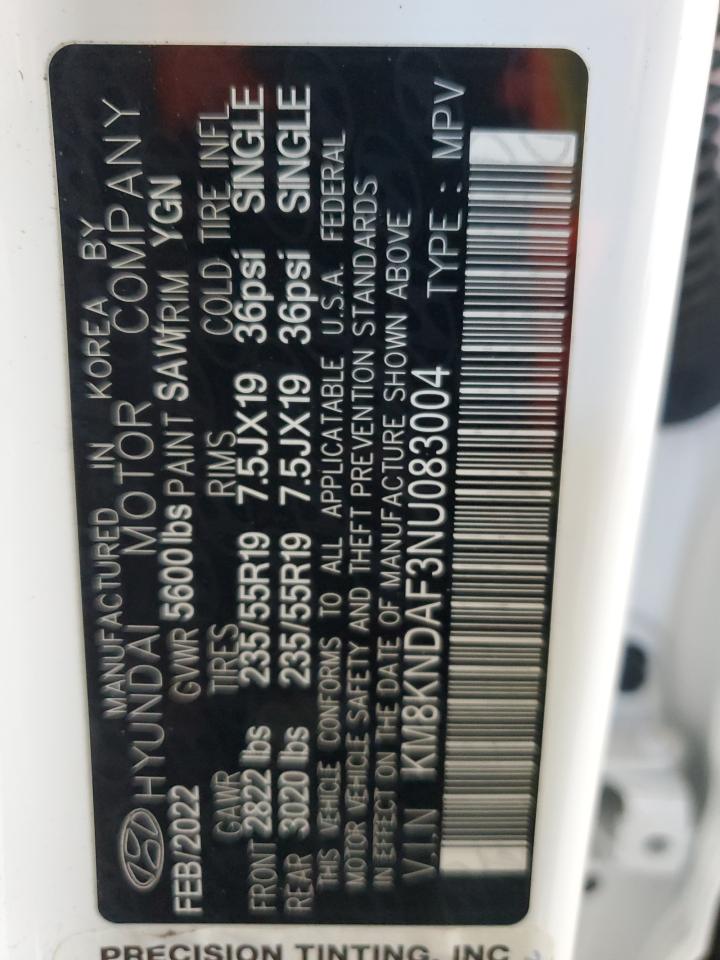 MANUFACTURED IN KOREA BY
HYUNDAI MOTOR COMPANY
FEB/2022 GVWR 5600lbs PAINT SAW TRIM YGN
GAWR TIRES RIMS COLD TIRE INFL
FRONT 2822 lbs 235/55R19 7.5JX19 36psi SINGLE
REAR 3020 lbs 235/55R19 7.5JX19 36psi SINGLE
THIS VEHICLE CONFORMS TO ALL APPLICATABLE U.S.A. FEDERAL
MOTOR VEHICLE SAFETY AND THEFT PREVENTION STANDARDS
IN EFFECT ON THE DATE OF MANUFACTURE SHOWN ABOVE
V.I.N KM8KNDAF3NU083004 TYPE : MPV
PRECISION TINTING, INC